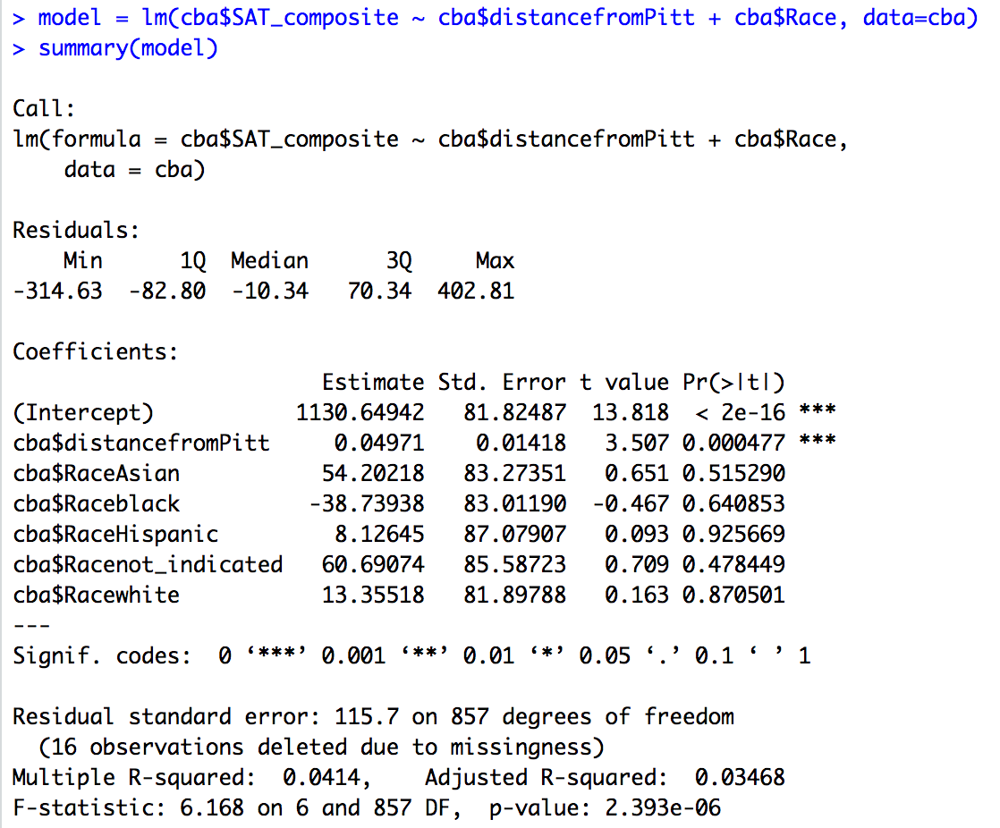 > model = lm(cba$SAT_composite ~ cba$distancefromPitt + cba$Race, data=cba)
> summary(model)
Call:
lm(formula = cba$SAT_composite ~ cba$distancefromPitt + cba$Race,
    data = cba)
Residuals:
    Min      1Q  Median      3Q     Max
-314.63  -82.80  -10.34   70.34  402.81
Coefficients:
                        Estimate Std. Error t value Pr(>|t|)
(Intercept)           1130.64942   81.82487  13.818  < 2e-16 ***
cba$distancefromPitt     0.04971    0.01418   3.507 0.000477 ***
cba$RaceAsian           54.20218   83.27351   0.651 0.515290
cba$Raceblack          -38.73938   83.01190  -0.467 0.640853
cba$RaceHispanic         8.12645   87.07907   0.093 0.925669
cba$Racenot_indicated   60.69074   85.58723   0.709 0.478449
cba$Racewhite           13.35518   81.89788   0.163 0.870501
---
Signif. codes:  0 ‘***’ 0.001 ‘**’ 0.01 ‘*’ 0.05 ‘.’ 0.1 ‘ ’ 1
Residual standard error: 115.7 on 857 degrees of freedom
  (16 observations deleted due to missingness)
Multiple R-squared:  0.0414,	Adjusted R-squared:  0.03468
F-statistic: 6.168 on 6 and 857 DF,  p-value: 2.393e-06